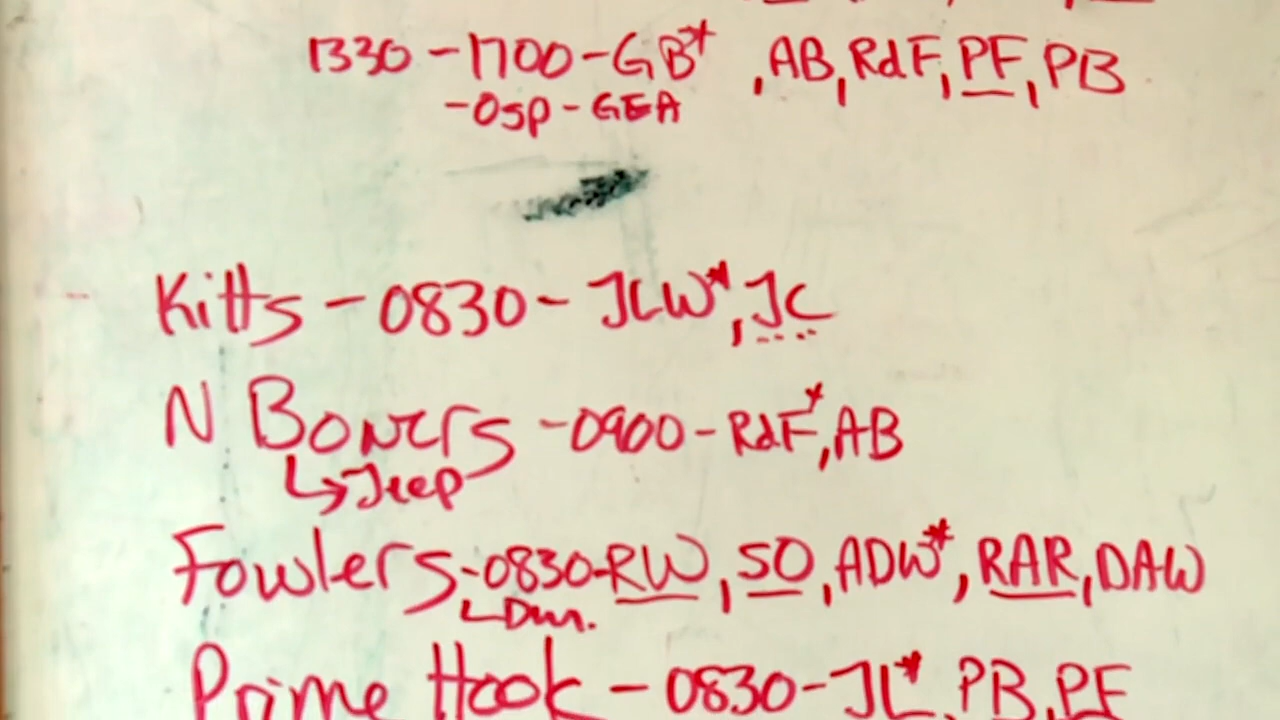 1330 - 1700 - GB* , AB, RdF, PF, PB
- Osp - GEA
Kitts - 0830 - JLW*, JC
N Bowers - 0900 - RdF*, AB
↳ Jeep
Fowlers - 0830 - RW, SO, ADW*, RAR, DAW
Prime Hook - 0830 - JL*, PB, PF